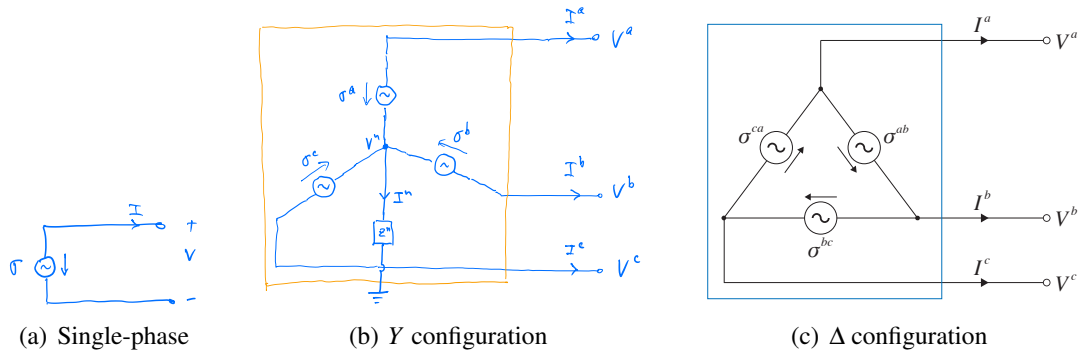 σ
I
+
V
−
(a) Single-phase
I^a
V^a
σ^a
σ^b
V^n
σ^c
I^b
V^b
I^n
z^n
I^c
V^c
(b) Y configuration
I^a
V^a
σ^{ca}
σ^{ab}
I^b
V^b
σ^{bc}
I^c
V^c
(c) Δ configuration